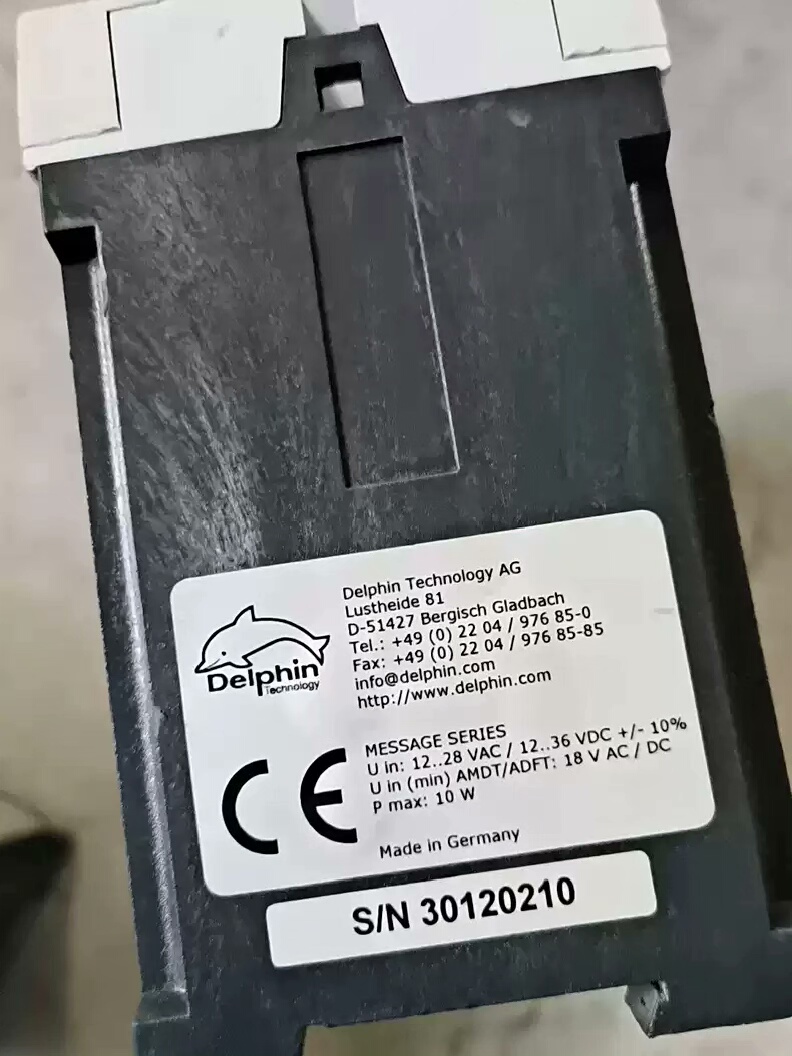 Delphin Technology AG
Lustheide 81
D-51427 Bergisch Gladbach
Tel.: +49 (0) 22 04 / 976 85-0
Fax: +49 (0) 22 04 / 976 85-85
info@delphin.com
http://www.delphin.com
Delphin
Technology
CE
MESSAGE SERIES
U in: 12..28 VAC / 12..36 VDC +/- 10%
U in (min) AMDT/ADFT: 18 V AC / DC
P max: 10 W
Made in Germany
S/N 30120210